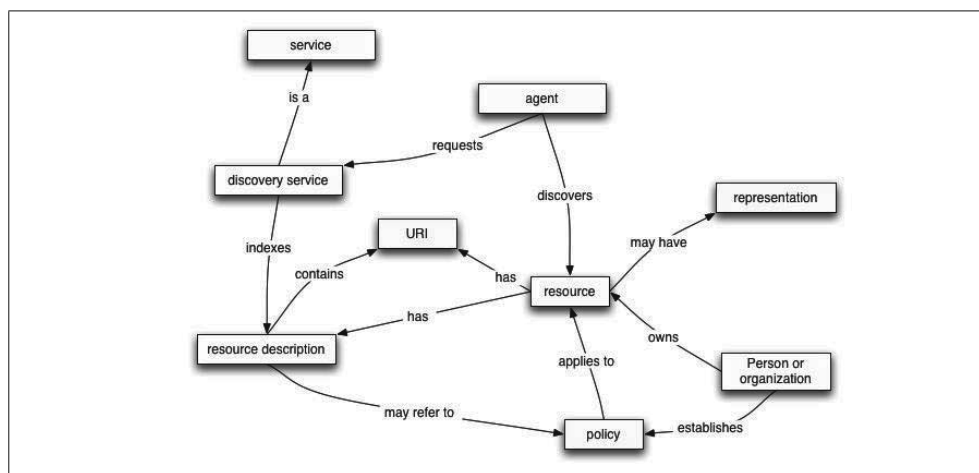 service
is a
agent
requests
discovery service
discovers
representation
URI
indexes
may have
contains
has
resource
has
resource description
owns
applies to
Person or
organization
may refer to
establishes
policy